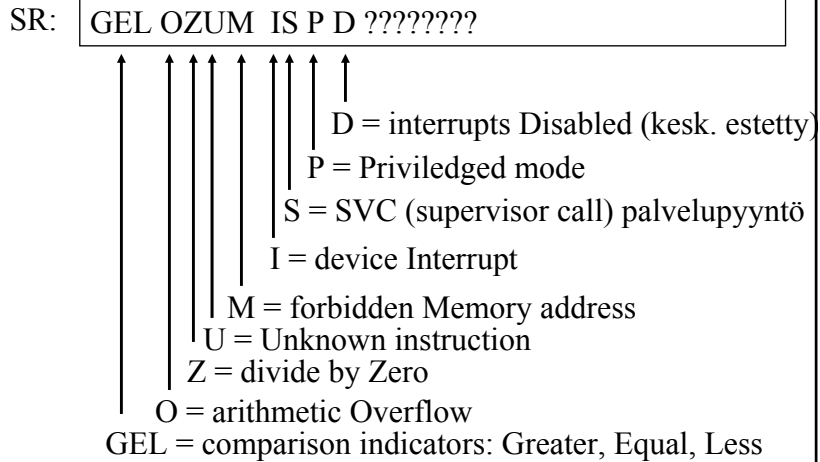 SR: GEL OZUM IS P D ????????
D = interrupts Disabled (kesk. estetty)
P = Priviledged mode
S = SVC (supervisor call) palvelupyyntö
I = device Interrupt
M = forbidden Memory address
U = Unknown instruction
Z = divide by Zero
O = arithmetic Overflow
GEL = comparison indicators: Greater, Equal, Less